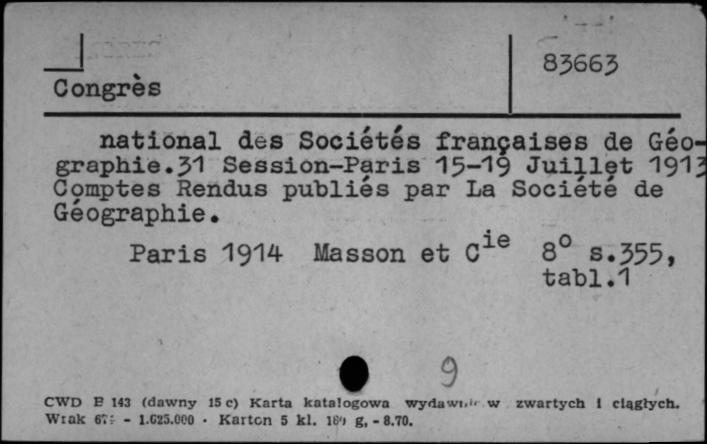 83663
Congrès
national des Sociétés françaises de Géo-
graphie.31 Session-Paris 15-19 Juillet 1913
Comptes Rendus publiés par La Société de
Géographie.
Paris 1914 Masson et Cie 8° s.355,
tabl.1
9
CWD B 143 (dawny 15 c) Karta katalogowa w zwartych i ciągłych.
- 1.625.000 · Karton 5 kl. g. - 8.70.